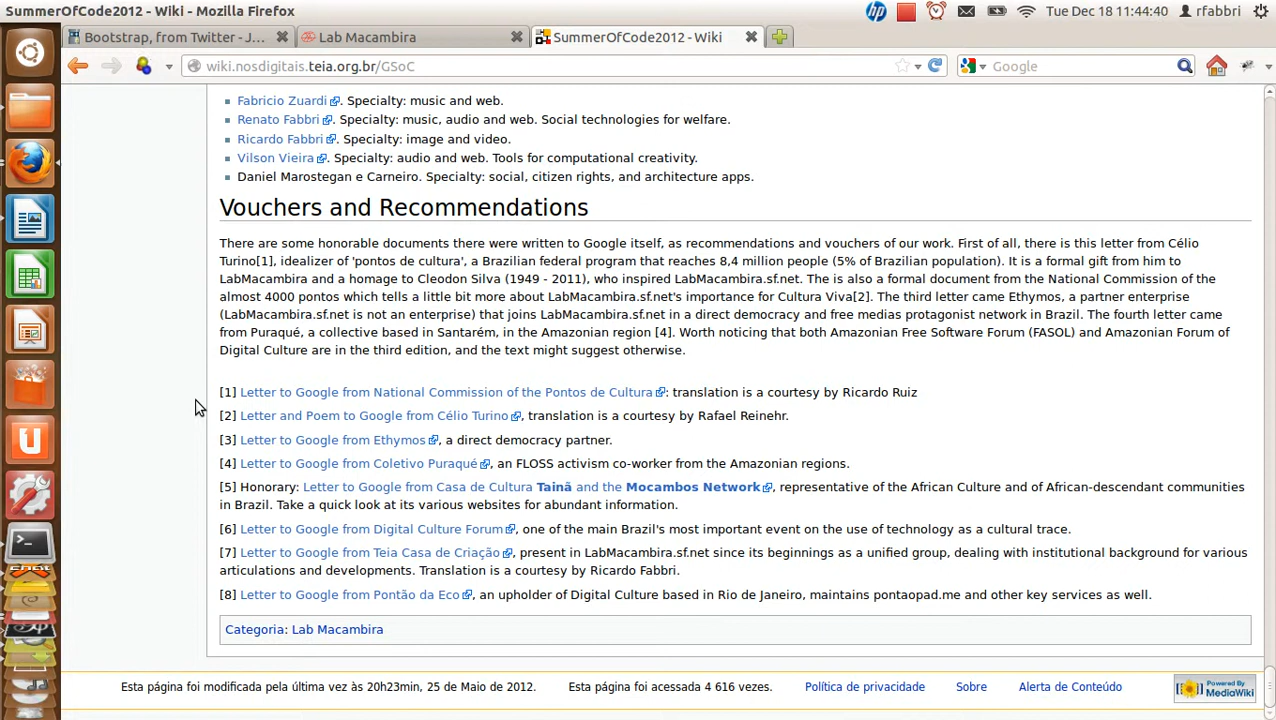 SummerOfCode2012 - Wiki - Mozilla Firefox
Tue Dec 18 11:44:40
rfabbri
Bootstrap, from Twitter - J...
Lab Macambira
SummerOfCode2012 - Wiki
wiki.nosdigitais.teia.org.br/GSoC
Google
Fabricio Zuardi. Specialty: music and web.
Renato Fabbri. Specialty: music, audio and web. Social technologies for welfare.
Ricardo Fabbri. Specialty: image and video.
Vilson Vieira. Specialty: audio and web. Tools for computational creativity.
Daniel Marostegan e Carneiro. Specialty: social, citizen rights, and architecture apps.
Vouchers and Recommendations
There are some honorable documents there were written to Google itself, as recommendations and vouchers of our work. First of all, there is this letter from Célio
Turino[1], idealizer of 'pontos de cultura', a Brazilian federal program that reaches 8,4 million people (5% of Brazilian population). It is a formal gift from him to
LabMacambira and a homage to Cleodon Silva (1949 - 2011), who inspired LabMacambira.sf.net. The is also a formal document from the National Commission of the
almost 4000 pontos which tells a little bit more about LabMacambira.sf.net's importance for Cultura Viva[2]. The third letter came Ethymos, a partner enterprise
(LabMacambira.sf.net is not an enterprise) that joins LabMacambira.sf.net in a direct democracy and free medias protagonist network in Brazil. The fourth letter came
from Puraqué, a collective based in Santarém, in the Amazonian region [4]. Worth noticing that both Amazonian Free Software Forum (FASOL) and Amazonian Forum of
Digital Culture are in the third edition, and the text might suggest otherwise.
[1] Letter to Google from National Commission of the Pontos de Cultura: translation is a courtesy by Ricardo Ruiz
[2] Letter and Poem to Google from Célio Turino, translation is a courtesy by Rafael Reinehr.
[3] Letter to Google from Ethymos, a direct democracy partner.
[4] Letter to Google from Coletivo Puraqué, an FLOSS activism co-worker from the Amazonian regions.
[5] Honorary: Letter to Google from Casa de Cultura Tainã and the Mocambos Network, representative of the African Culture and of African-descendant communities
in Brazil. Take a quick look at its various websites for abundant information.
[6] Letter to Google from Digital Culture Forum, one of the main Brazil's most important event on the use of technology as a cultural trace.
[7] Letter to Google from Teia Casa de Criação, present in LabMacambira.sf.net since its beginnings as a unified group, dealing with institutional background for various
articulations and developments. Translation is a courtesy by Ricardo Fabbri.
[8] Letter to Google from Pontão da Eco, an upholder of Digital Culture based in Rio de Janeiro, maintains pontaopad.me and other key services as well.
Categoria: Lab Macambira
Esta página foi modificada pela última vez às 20h23min, 25 de Maio de 2012.
Esta página foi acessada 4 616 vezes.
Política de privacidade
Sobre
Alerta de Conteúdo
Powered By
MediaWiki